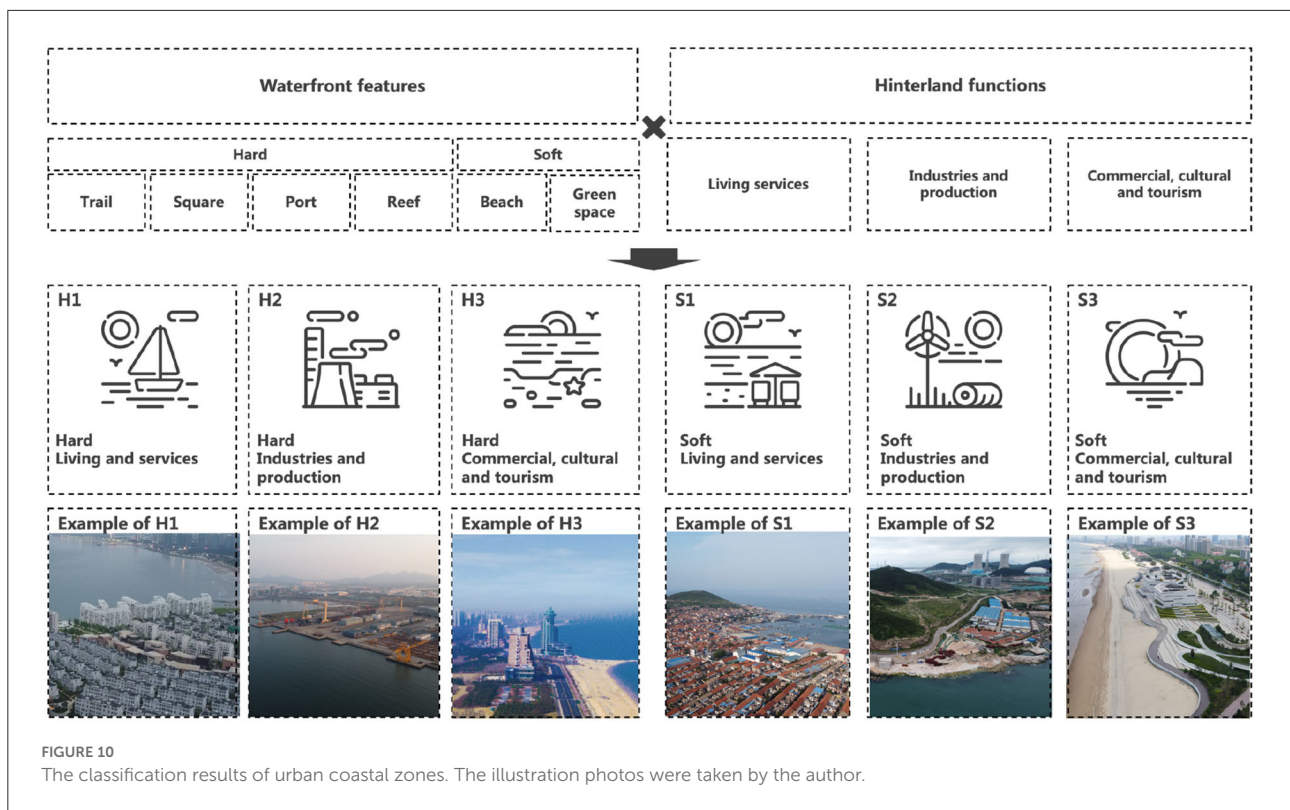 Waterfront features
Hinterland functions
Hard
Soft
Trail
Square
Port
Reef
Beach
Green
space
Living services
Industries and
production
Commercial, cultural
and tourism
H1
Hard
Living and services
H2
Hard
Industries and
production
H3
Hard
Commercial, cultural
and tourism
S1
Soft
Living and services
S2
Soft
Industries and
production
S3
Soft
Commercial, cultural
and tourism
Example of H1
Example of H2
Example of H3
Example of S1
Example of S2
Example of S3
FIGURE 10
The classification results of urban coastal zones. The illustration photos were taken by the author.